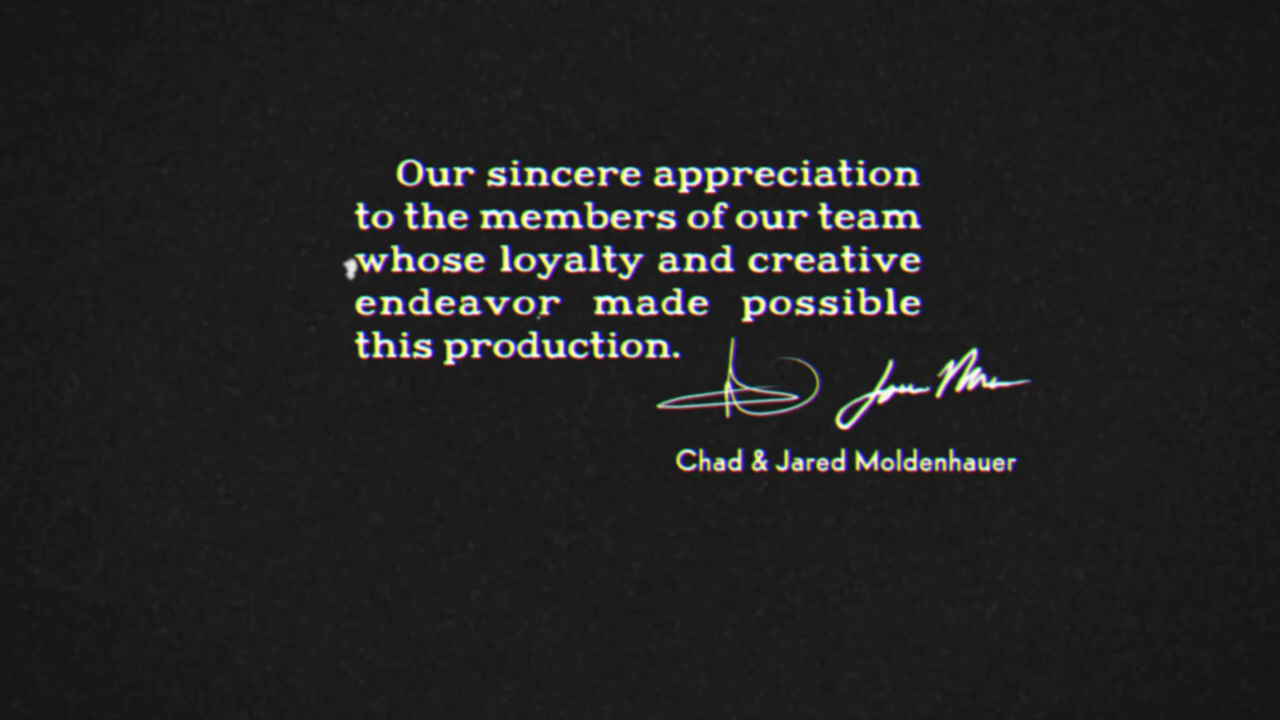 Our sincere appreciation
to the members of our team
whose loyalty and creative
endeavor made possible
this production.
Chad & Jared Moldenhauer